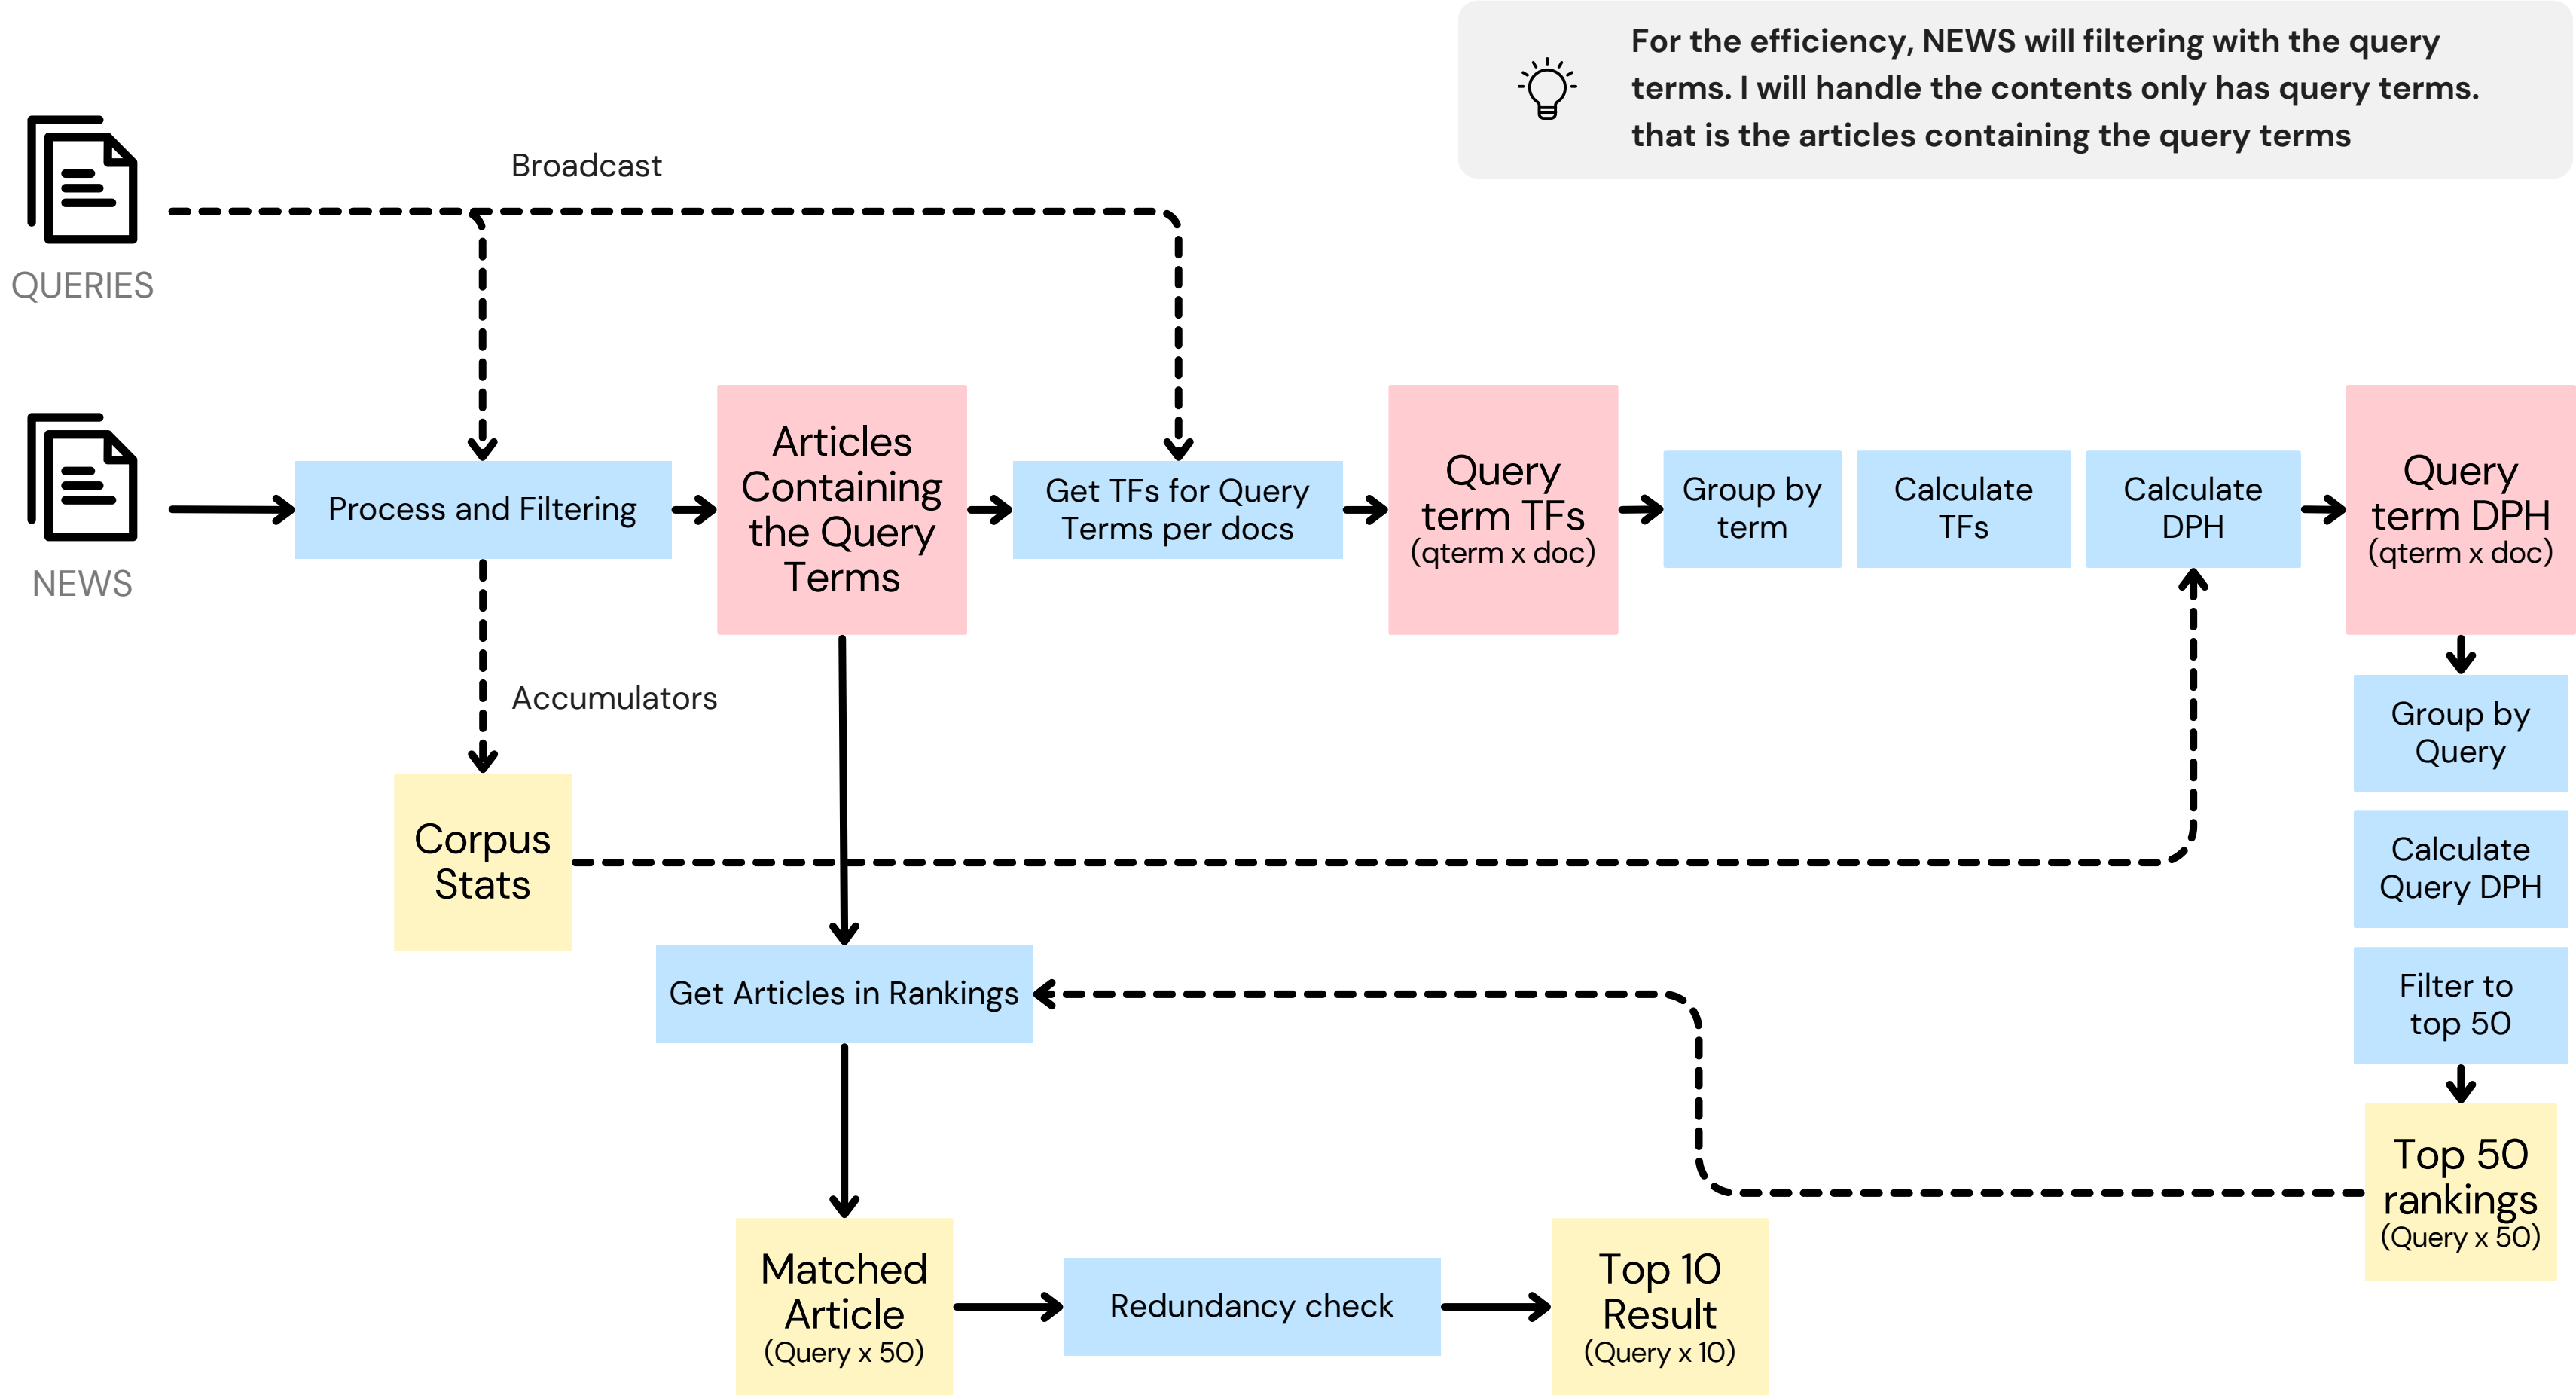 For the efficiency, NEWS will filtering with the query
terms. I will handle the contents only has query terms.
that is the articles containing the query terms
Broadcast
QUERIES
NEWS
Process and Filtering
Articles
Containing
the Query
Terms
Get TFs for Query
Terms per docs
Query
term TFs
(qterm x doc)
Group by
term
Calculate
TFs
Calculate
DPH
Query
term DPH
(qterm x doc)
Accumulators
Group by
Query
Corpus
Stats
Calculate
Query DPH
Get Articles in Rankings
Filter to
top 50
Top 50
rankings
(Query x 50)
Matched
Article
(Query x 50)
Redundancy check
Top 10
Result
(Query x 10)